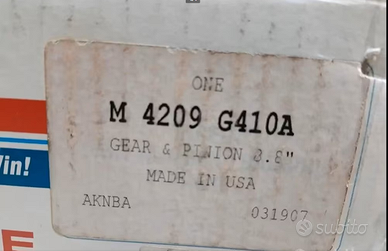 ONE
M 4209 G410A
GEAR & PINION 8.8"
MADE IN USA
AKNBA 031907
Win!
E
subito